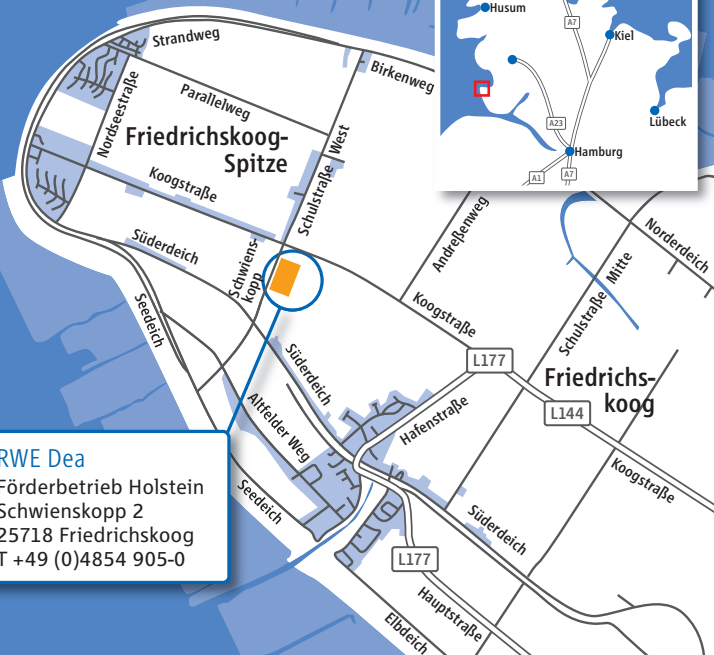 Husum
A7
Kiel
A23
Lübeck
Hamburg
A1
A7
Strandweg
Birkenweg
Nordseestraße
Parallelweg
Friedrichskoog-
Spitze
Schulstraße West
Koogstraße
Süderdeich
Schwiens-
kopp
Seedeich
Andreßenweg
Norderdeich
Schulstraße Mitte
Koogstraße
L177
Friedrichs-
koog
L144
Süderdeich
Altfelder Weg
Hafenstraße
Koogstraße
Seedeich
Süderdeich
L177
Hauptstraße
Elbdeich
RWE Dea
Förderbetrieb Holstein
Schwienskopp 2
25718 Friedrichskoog
T +49 (0)4854 905-0